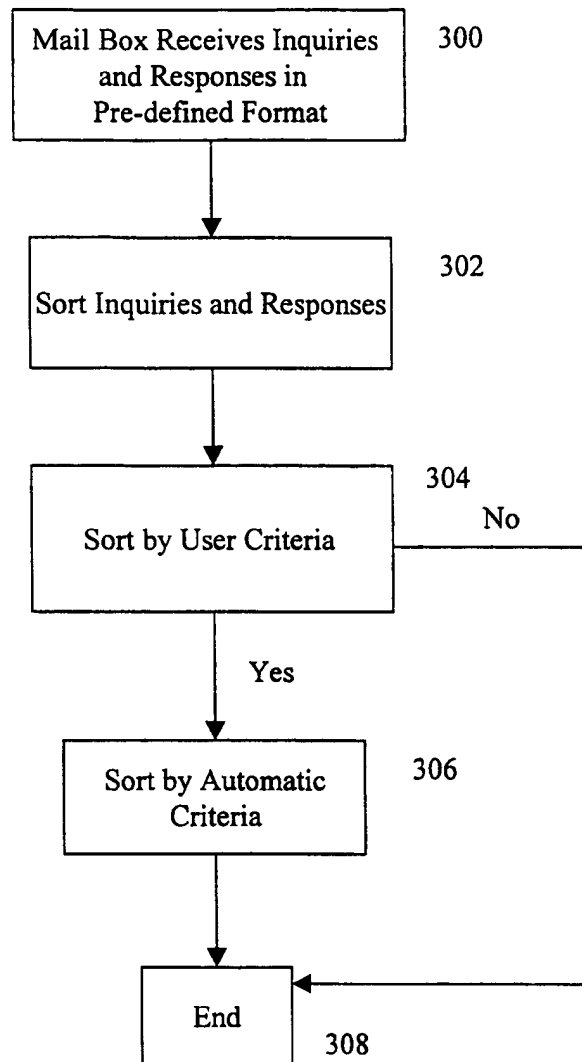 Mail Box Receives Inquiries
and Responses in
Pre-defined Format
300
302
Sort Inquiries and Responses
304
Sort by User Criteria
No
Yes
Sort by Automatic
Criteria
306
End
308